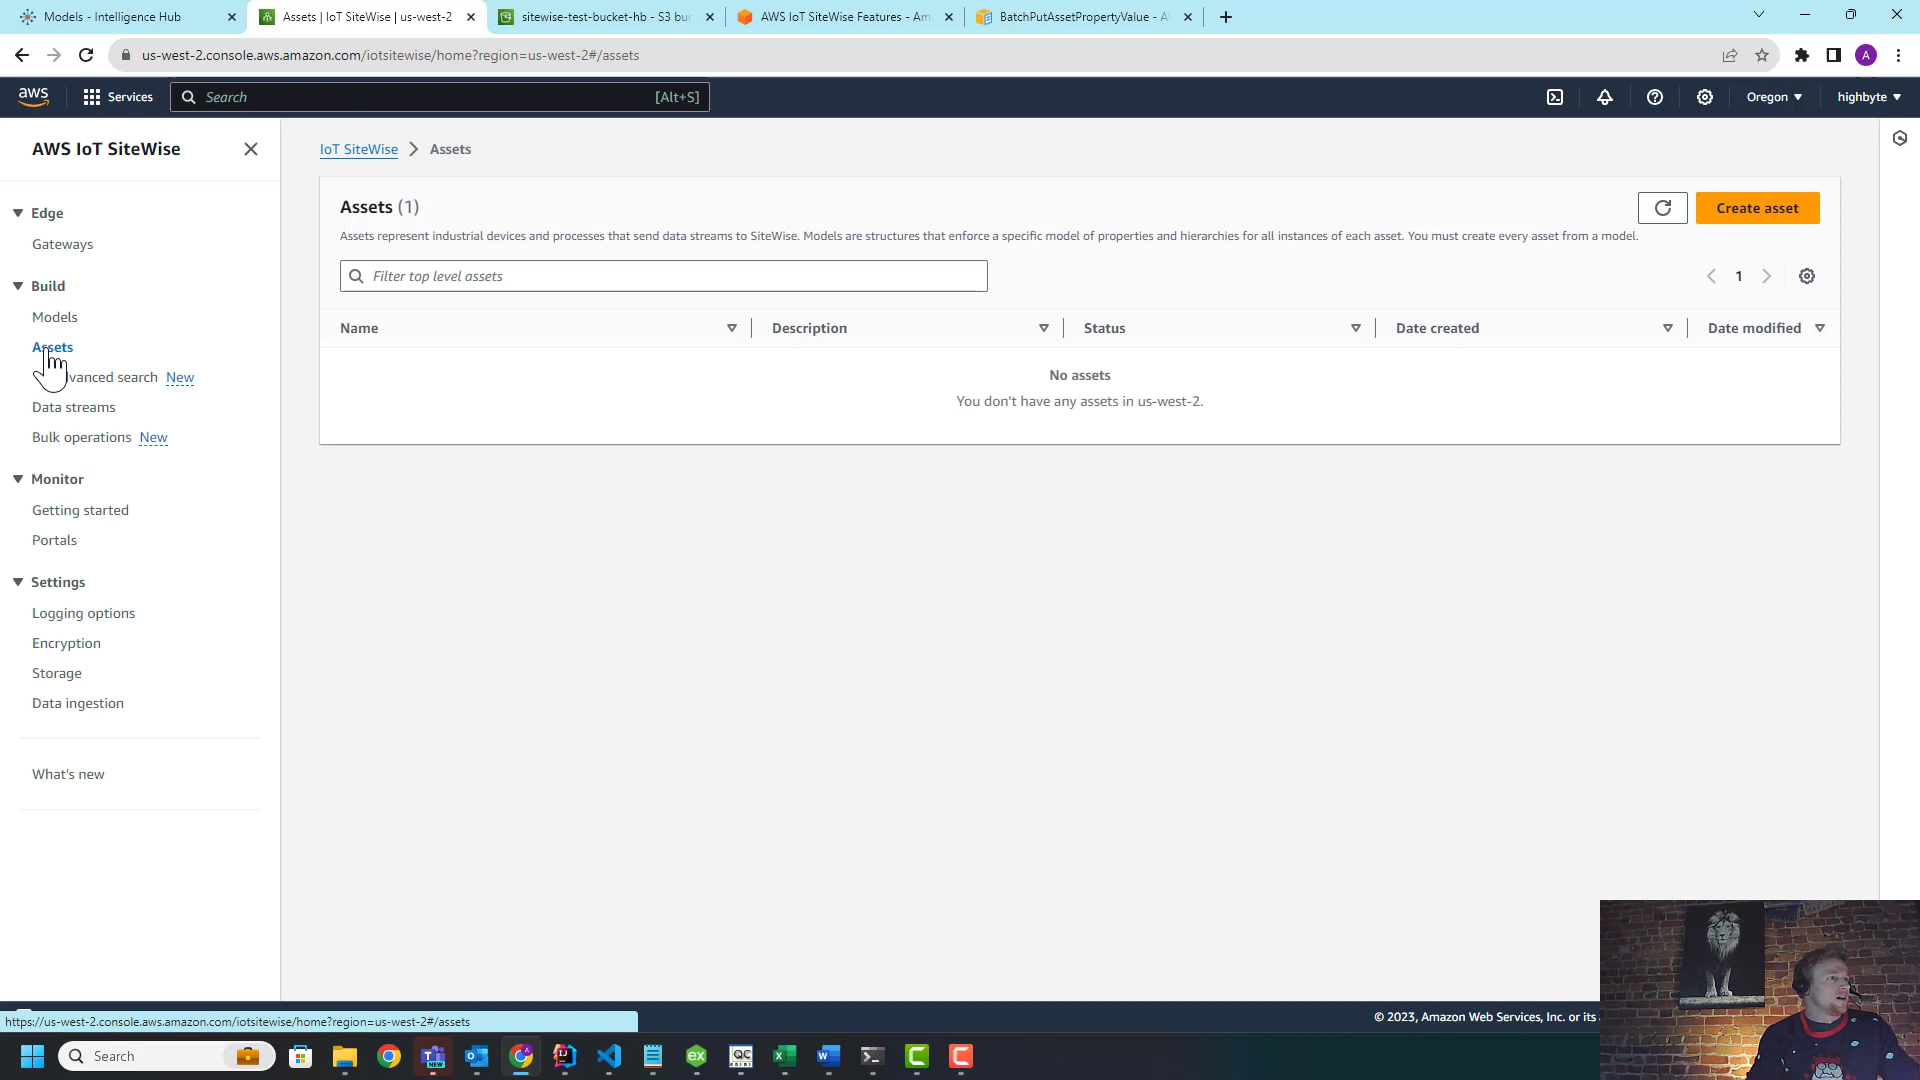 Models - Intelligence Hub
Assets | IoT SiteWise | us-west-2
sitewise-test-bucket-hb - S3 buc
AWS IoT SiteWise Features - Am
BatchPutAssetPropertyValue - A
us-west-2.console.aws.amazon.com/iotsitewise/home?region=us-west-2#/assets
A
aws
Services
Search
[Alt+S]
Oregon
highbyte
AWS IoT SiteWise
Edge
Gateways
Build
Models
Assets
vanced search New
Data streams
Bulk operations New
Monitor
Getting started
Portals
Settings
Logging options
Encryption
Storage
Data ingestion
What's new
IoT SiteWise > Assets
Assets (1)
Create asset
Assets represent industrial devices and processes that send data streams to SiteWise. Models are structures that enforce a specific model of properties and hierarchies for all instances of each asset. You must create every asset from a model.
Filter top level assets
1
Name Description Status Date created Date modified
No assets
You don't have any assets in us-west-2.
https://us-west-2.console.aws.amazon.com/iotsitewise/home?region=us-west-2#/assets
© 2023, Amazon Web Services, Inc. or its
Search
NEW
ex
QC